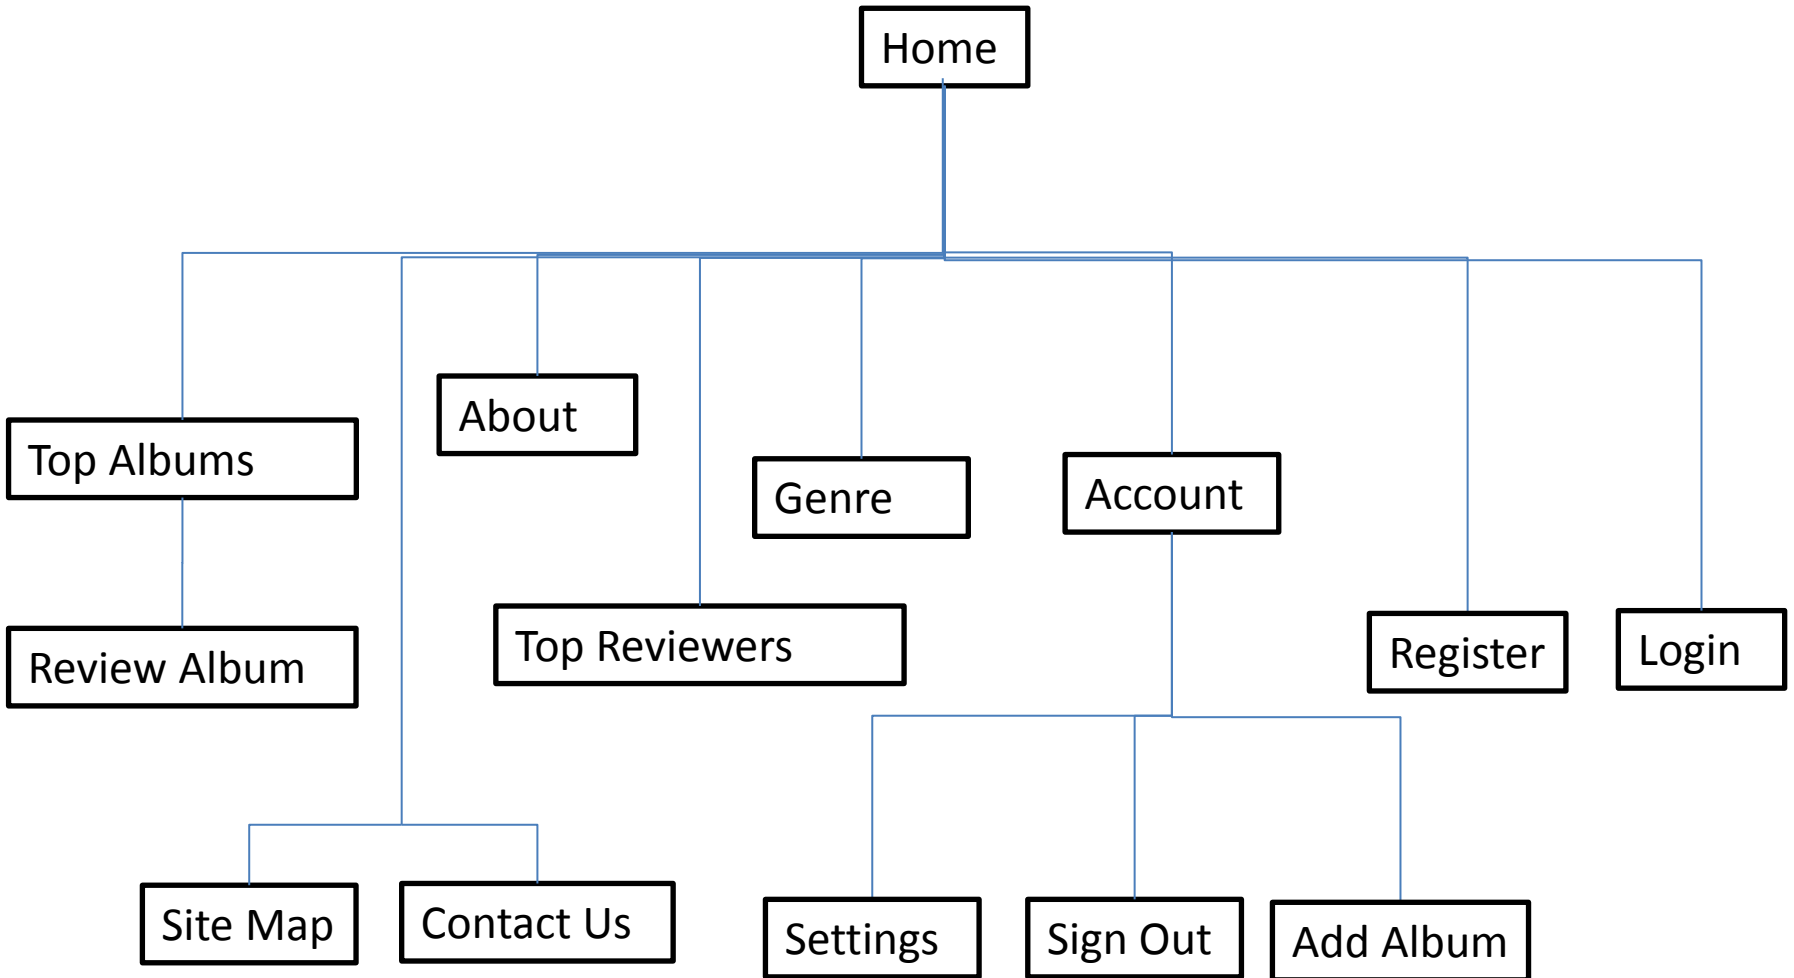 Home
About
Top Albums
Genre
Account
Top Reviewers
Review Album
Register
Login
Site Map
Contact Us
Settings
Sign Out
Add Album